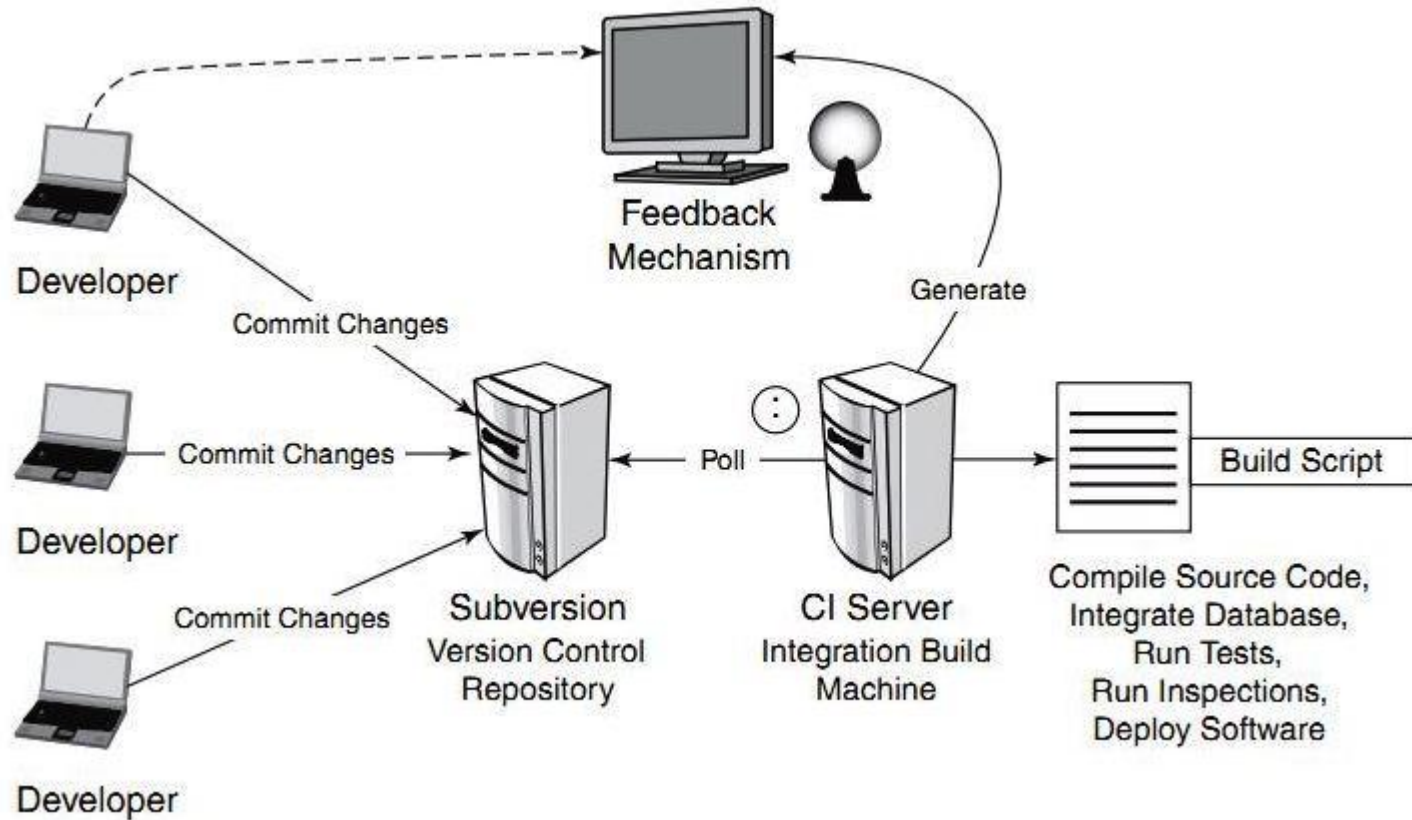 Feedback
Mechanism
Developer
Generate
Commit Changes
Commit Changes
Poll
Build Script
Developer
Commit Changes
Subversion
Version Control
Repository
CI Server
Integration Build
Machine
Compile Source Code,
Integrate Database,
Run Tests,
Run Inspections,
Deploy Software
Developer